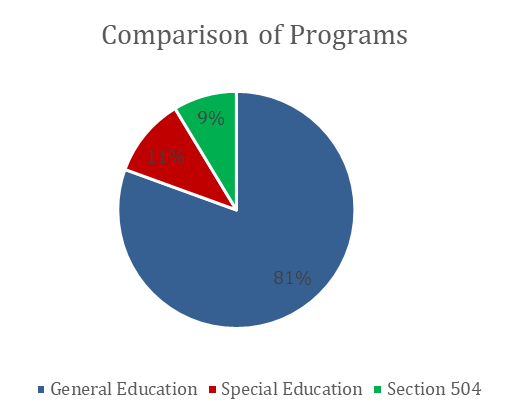 Comparison of Programs
9%
11%
81%
General Education Special Education Section 504